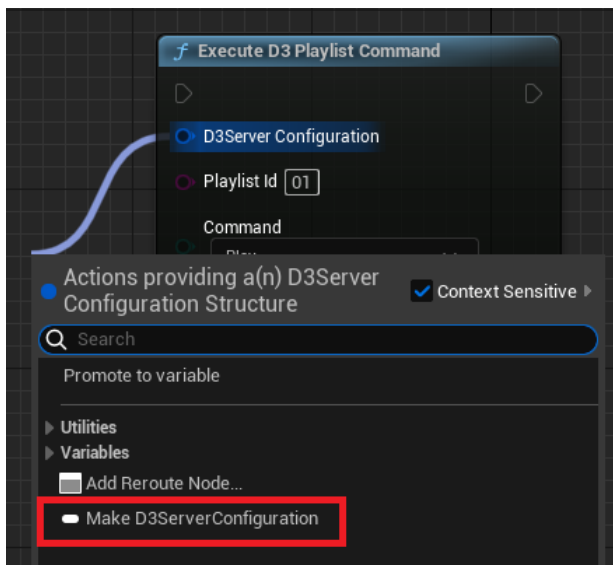 f Execute D3 Playlist Command
D3Server Configuration
Playlist Id 01
Command
Play
Actions providing a(n) D3Server
Configuration Structure
Context Sensitive
Search
Promote to variable
Utilities
Variables
Add Reroute Node...
Make D3ServerConfiguration